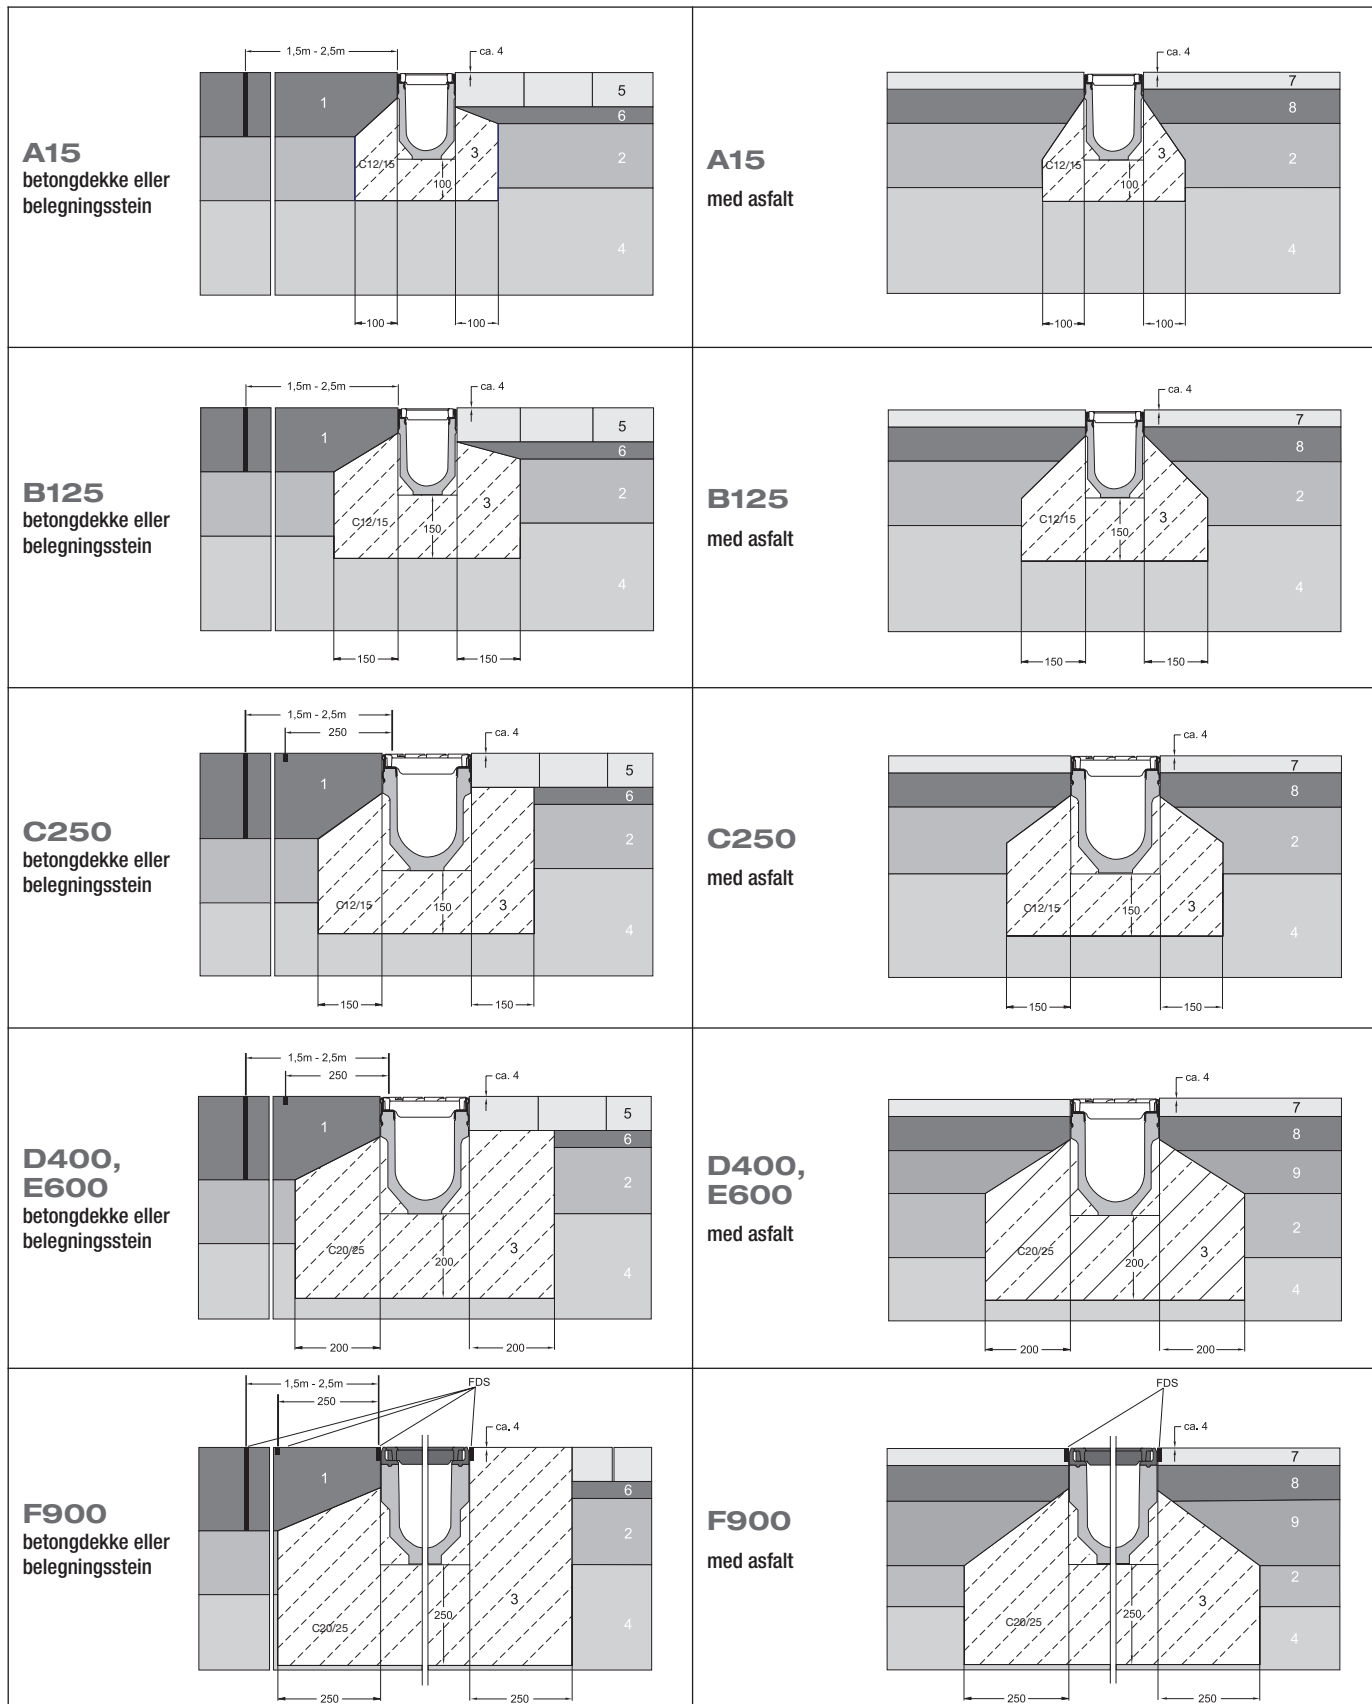 A15
betongdekke eller
belegningsstein
1,5m - 2,5m
ca. 4
1
5
6
C12/15
3
2
100
4
100
100
A15
med asfalt
ca. 4
7
8
C12/15
3
2
100
4
100
100
B125
betongdekke eller
belegningsstein
1,5m - 2,5m
ca. 4
1
5
6
2
C12/15
3
150
4
150
150
B125
med asfalt
ca. 4
7
8
2
C12/15
3
150
4
150
150
C250
betongdekke eller
belegningsstein
1,5m - 2,5m
250
ca. 4
1
5
6
2
C12/15
150
3
4
150
150
C250
med asfalt
ca. 4
7
8
2
C12/15
150
3
4
150
150
D400,
E600
betongdekke eller
belegningsstein
1,5m - 2,5m
250
ca. 4
1
5
6
2
C20/25
3
200
4
200
200
D400,
E600
med asfalt
ca. 4
7
8
9
2
C20/25
3
200
4
200
200
F900
betongdekke eller
belegningsstein
1,5m - 2,5m
FDS
250
ca. 4
1
6
2
3
250
C20/25
4
250
250
F900
med asfalt
FDS
ca. 4
7
8
9
2
3
250
C20/25
4
250
250